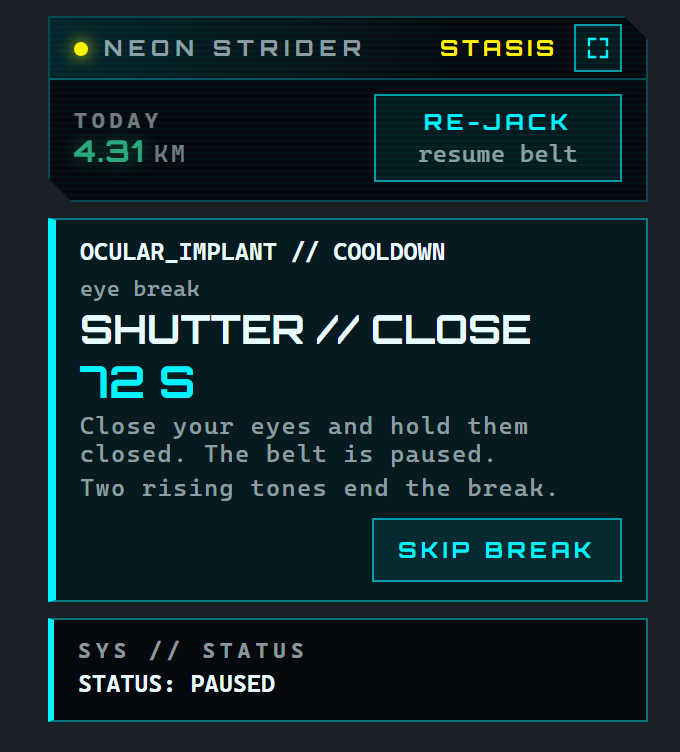 NEON STRIDER
STASIS
TODAY
4.31 KM
RE-JACK
resume belt
OCULAR_IMPLANT // COOLDOWN
eye break
SHUTTER // CLOSE
72 S
Close your eyes and hold them
closed. The belt is paused.
Two rising tones end the break.
SKIP BREAK
SYS // STATUS
STATUS: PAUSED